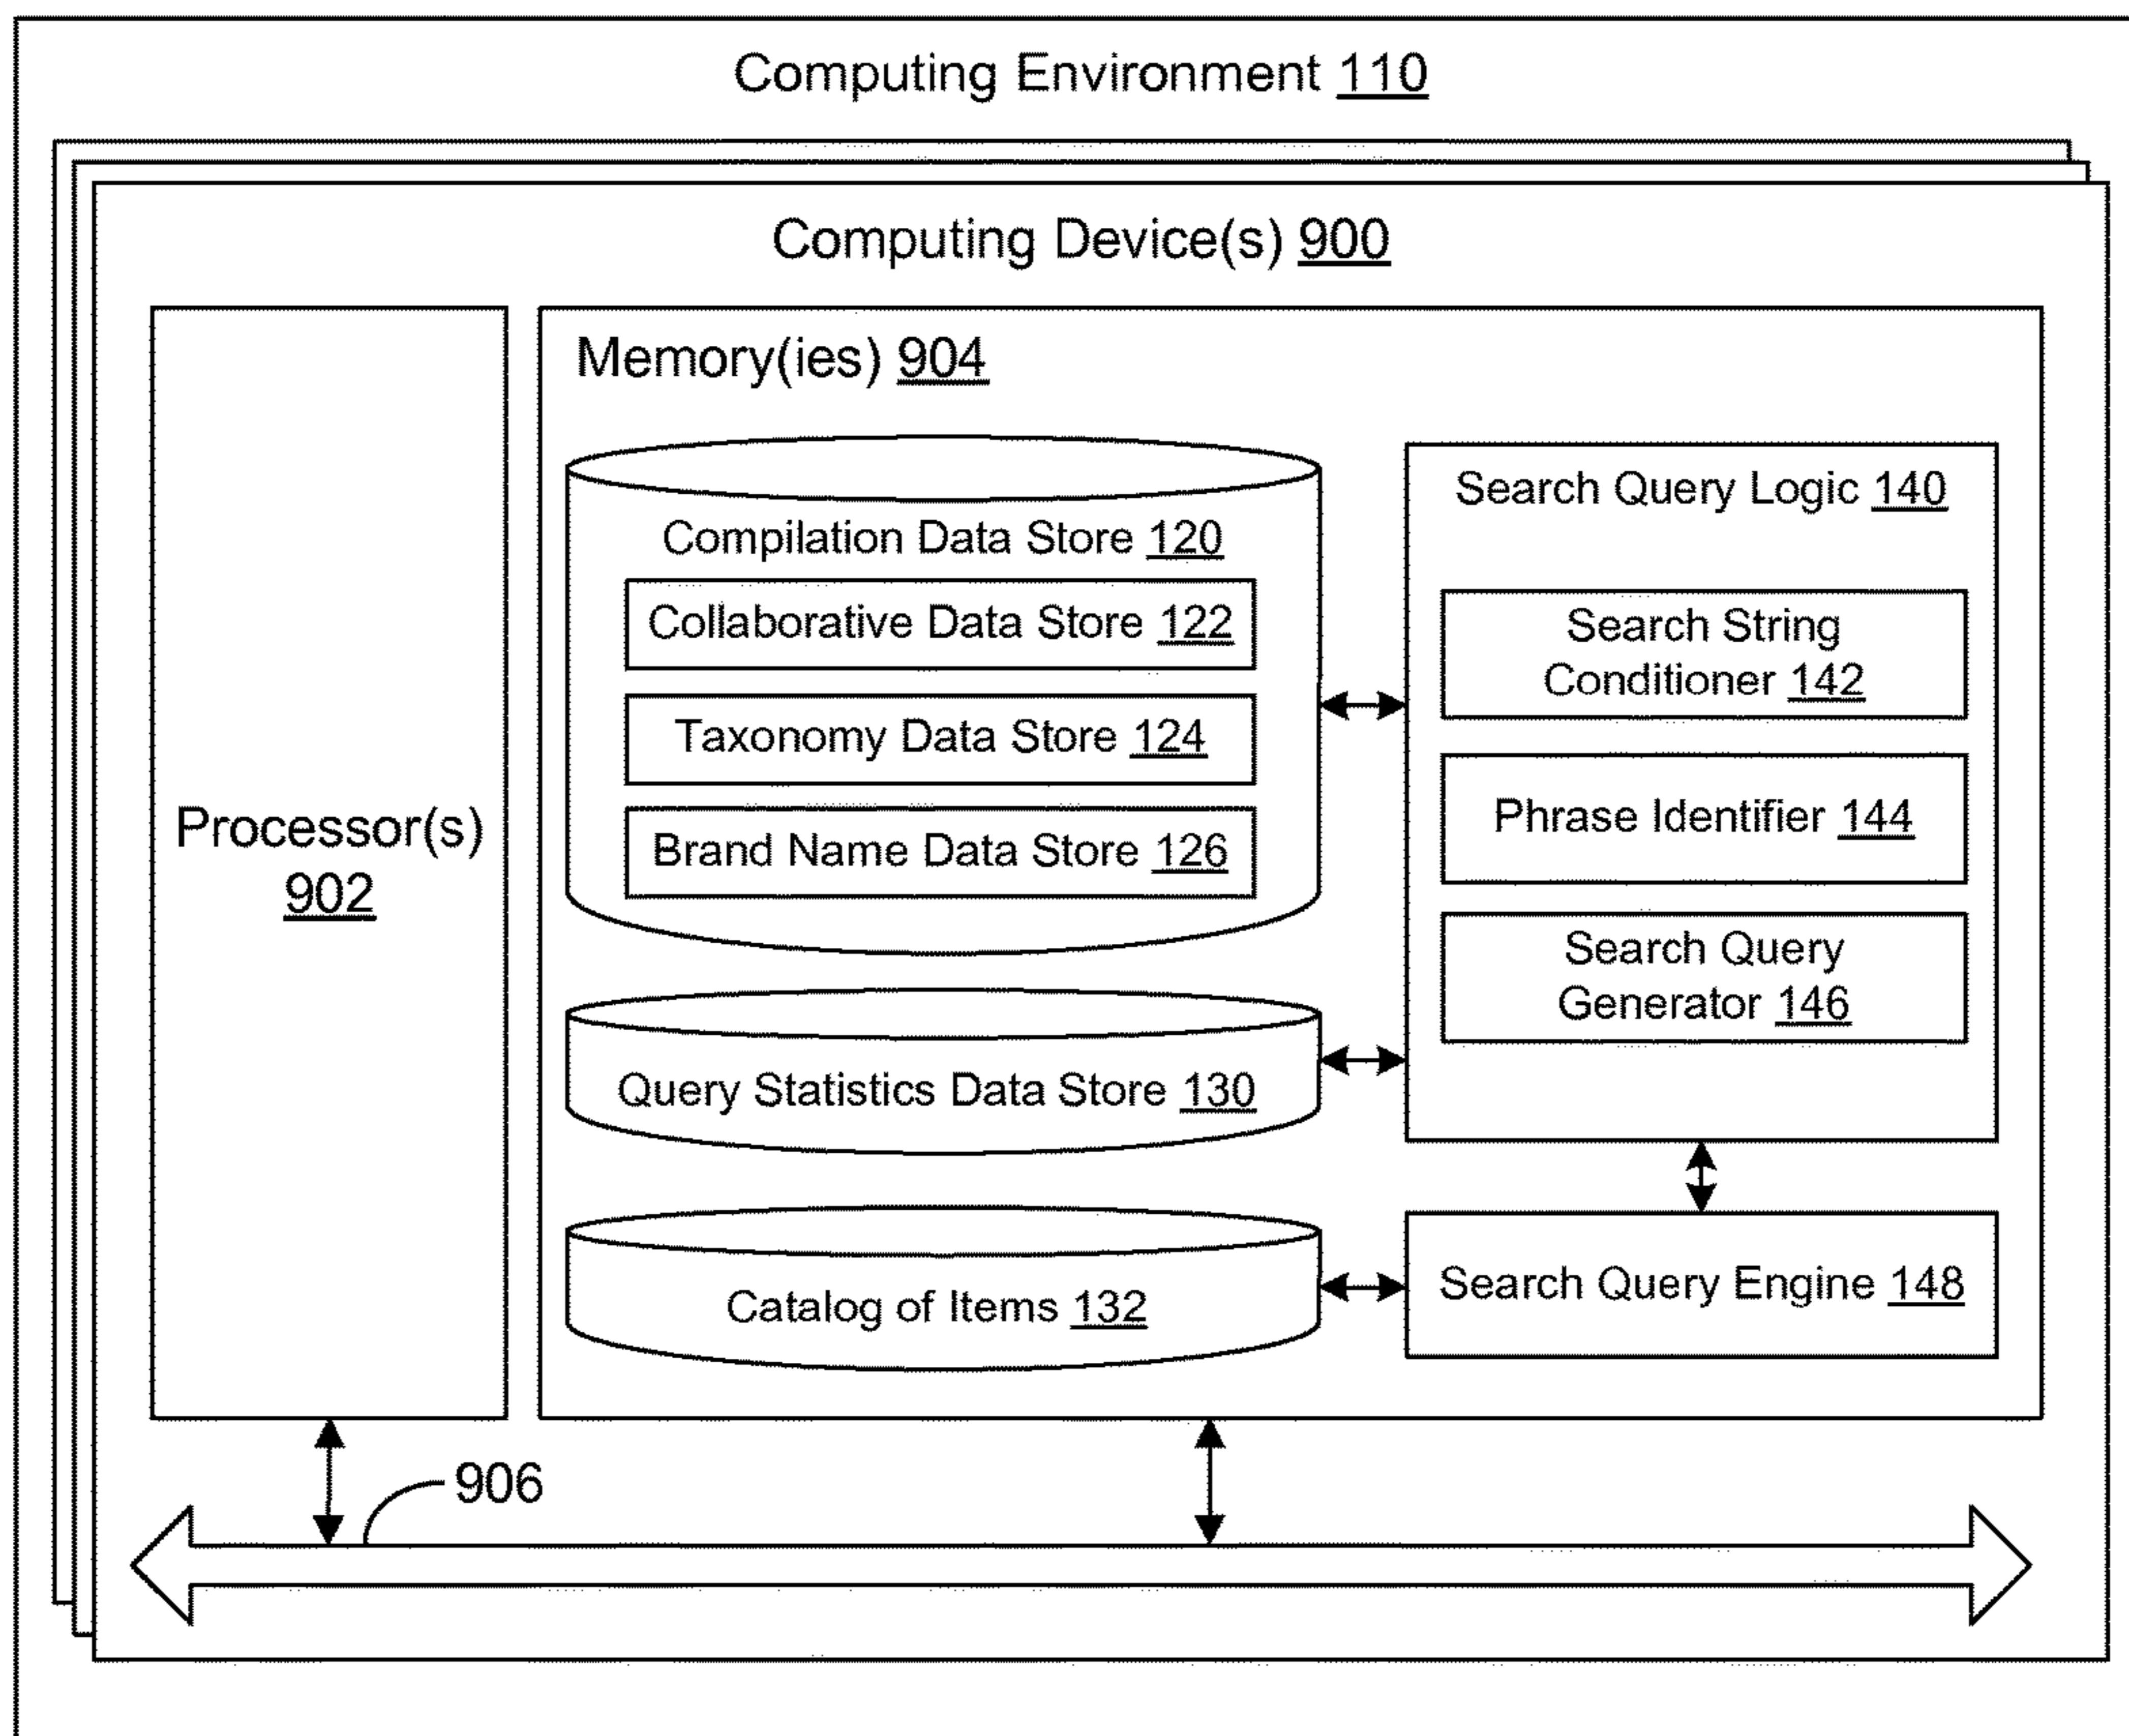 Computing Environment 110
Computing Device(s) 900
Processor(s)
902
Memory(ies) 904
Compilation Data Store 120
Collaborative Data Store 122
Taxonomy Data Store 124
Brand Name Data Store 126
Query Statistics Data Store 130
Catalog of Items 132
Search Query Logic 140
Search String
Conditioner 142
Phrase Identifier 144
Search Query
Generator 146
Search Query Engine 148
906